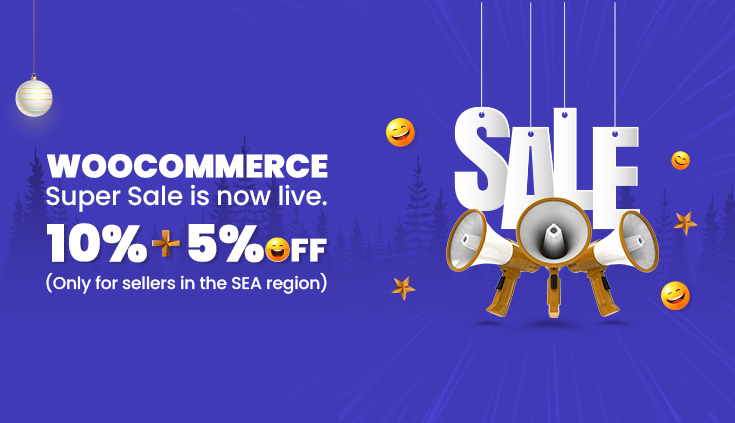 WOOCOMMERCE
Super Sale is now live.
10% + 5% OFF
(Only for sellers in the SEA region)
SALE